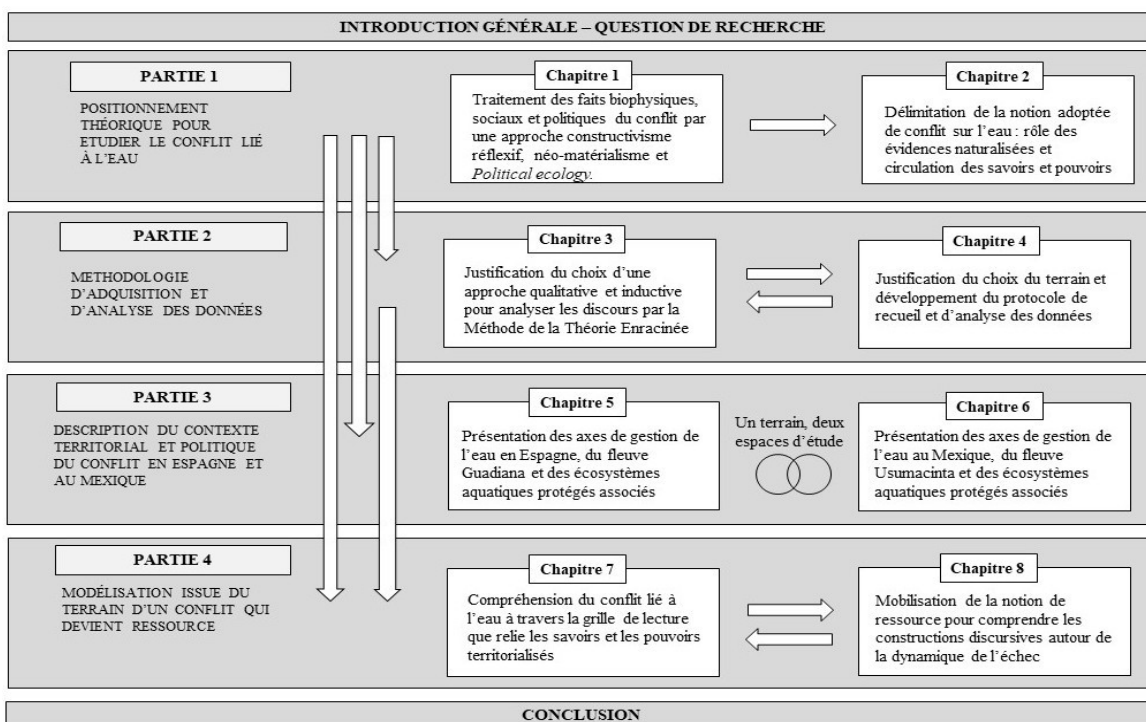 INTRODUCTION GÉNÉRALE – QUESTION DE RECHERCHE
PARTIE 1
POSITIONNEMENT
THÉORIQUE POUR
ETUDIER LE CONFLIT LIÉ
À L’EAU
Chapitre 1
Traitement des faits biophysiques,
sociaux et politiques du conflit par
une approche constructivisme
réflexif, néo-matérialisme et
Political ecology.
Chapitre 2
Délimitation de la notion adoptée
de conflit sur l’eau : rôle des
évidences naturalisées et
circulation des savoirs et pouvoirs
PARTIE 2
METHODOLOGIE
D’ADQUISITION ET
D’ANALYSE DES DONNÉES
Chapitre 3
Justification du choix d’une
approche qualitative et inductive
pour analyser les discours par la
Méthode de la Théorie Enracinée
Chapitre 4
Justification du choix du terrain et
développement du protocole de
recueil et d’analyse des données
PARTIE 3
DESCRIPTION DU CONTEXTE
TERRITORIAL ET POLITIQUE
DU CONFLIT EN ESPAGNE ET
AU MEXIQUE
Chapitre 5
Présentation des axes de gestion de
l’eau en Espagne, du fleuve
Guadiana et des écosystèmes
aquatiques protégés associés
Un terrain, deux
espaces d’étude
Chapitre 6
Présentation des axes de gestion de
l’eau au Mexique, du fleuve
Usumacinta et des écosystèmes
aquatiques protégés associés
PARTIE 4
MODÉLISATION ISSUE DU
TERRAIN D’UN CONFLIT QUI
DEVIENT RESSOURCE
Chapitre 7
Compréhension du conflit lié à
l’eau à travers la grille de lecture
que relie les savoirs et les pouvoirs
territorialisés
Chapitre 8
Mobilisation de la notion de
ressource pour comprendre les
constructions discursives autour de
la dynamique de l’échec
CONCLUSION